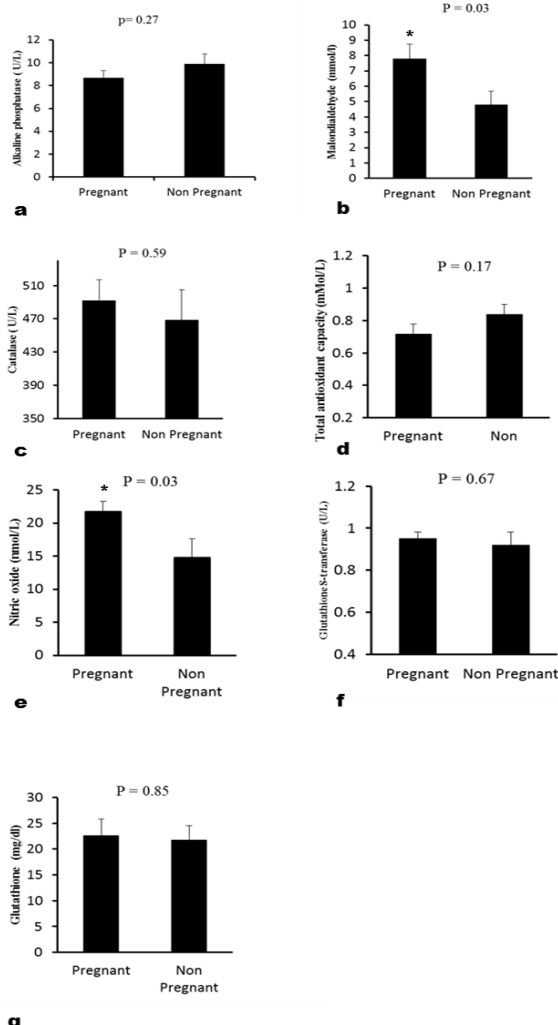 p= 0.27
Alkaline phosphatase ( U/L)
12
10
8
6
4
2
0
Pregnant Non Pregnant
a
P = 0.03
Malondialdehyde (mmol/l)
10
9
8
7
6
5
4
3
2
1
0
*
Pregnant Non Pregnant
b
P = 0.59
Catalase ( U/L)
510
470
430
390
350
Pregnant Non Pregnant
c
P = 0.17
Total antioxidant capacity (mMol/L)
1.2
1
0.8
0.6
0.4
0.2
Pregnant Non
d
P = 0.03
Nitric oxide (nmol/L)
25
20
15
10
5
0
*
Pregnant Non
Pregnant
e
P = 0.67
Glutathione S-transferase (U/L)
1.2
1
0.8
0.6
0.4
Pregnant Non Pregnant
f
P = 0.85
Glutathione (mg/dl)
30
25
20
15
10
5
0
Pregnant Non
Pregnant
g